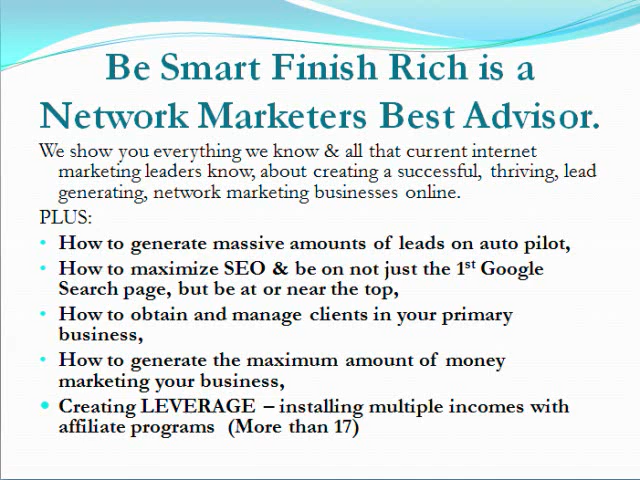 Be Smart Finish Rich is a
Network Marketers Best Advisor.
We show you everything we know & all that current internet
marketing leaders know, about creating a successful, thriving, lead
generating, network marketing businesses online.
PLUS:
• How to generate massive amounts of leads on auto pilot,
• How to maximize SEO & be on not just the 1st Google
Search page, but be at or near the top,
• How to obtain and manage clients in your primary
business,
• How to generate the maximum amount of money
marketing your business,
• Creating LEVERAGE – installing multiple incomes with
affiliate programs (More than 17)